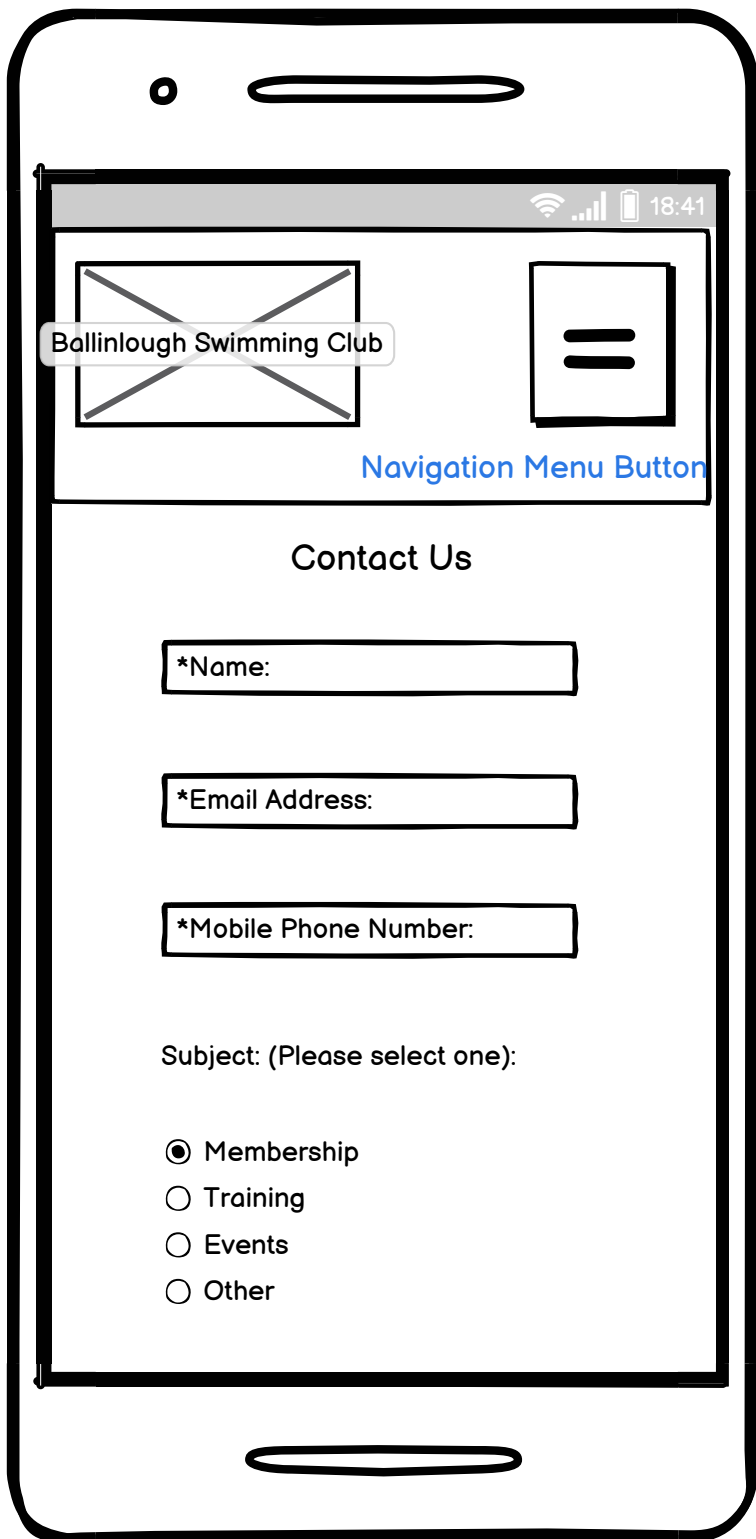 18:41
Ballinlough Swimming Club
Navigation Menu Button
Contact Us
*Name:
*Email Address:
*Mobile Phone Number:
Subject: (Please select one):
Membership
Training
Events
Other